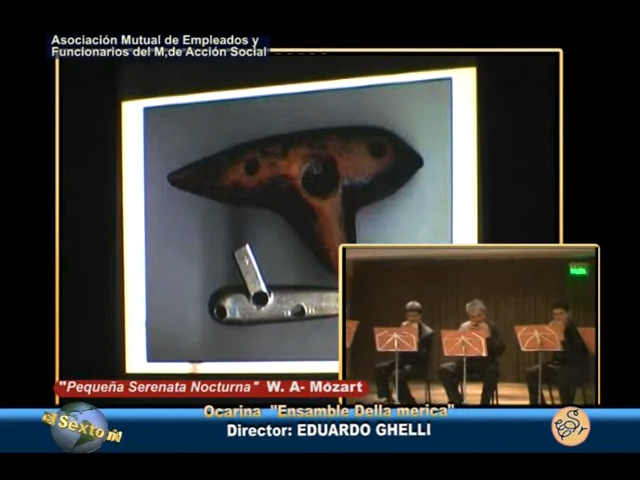 Asociación Mutual de Empleados y
Funcionarios del M,de Acción Social
"Pequeña Serenata Nocturna" W. A- Mozart
Ocarina "Ensamble Della merica"
Director: EDUARDO GHELLI
Sexto